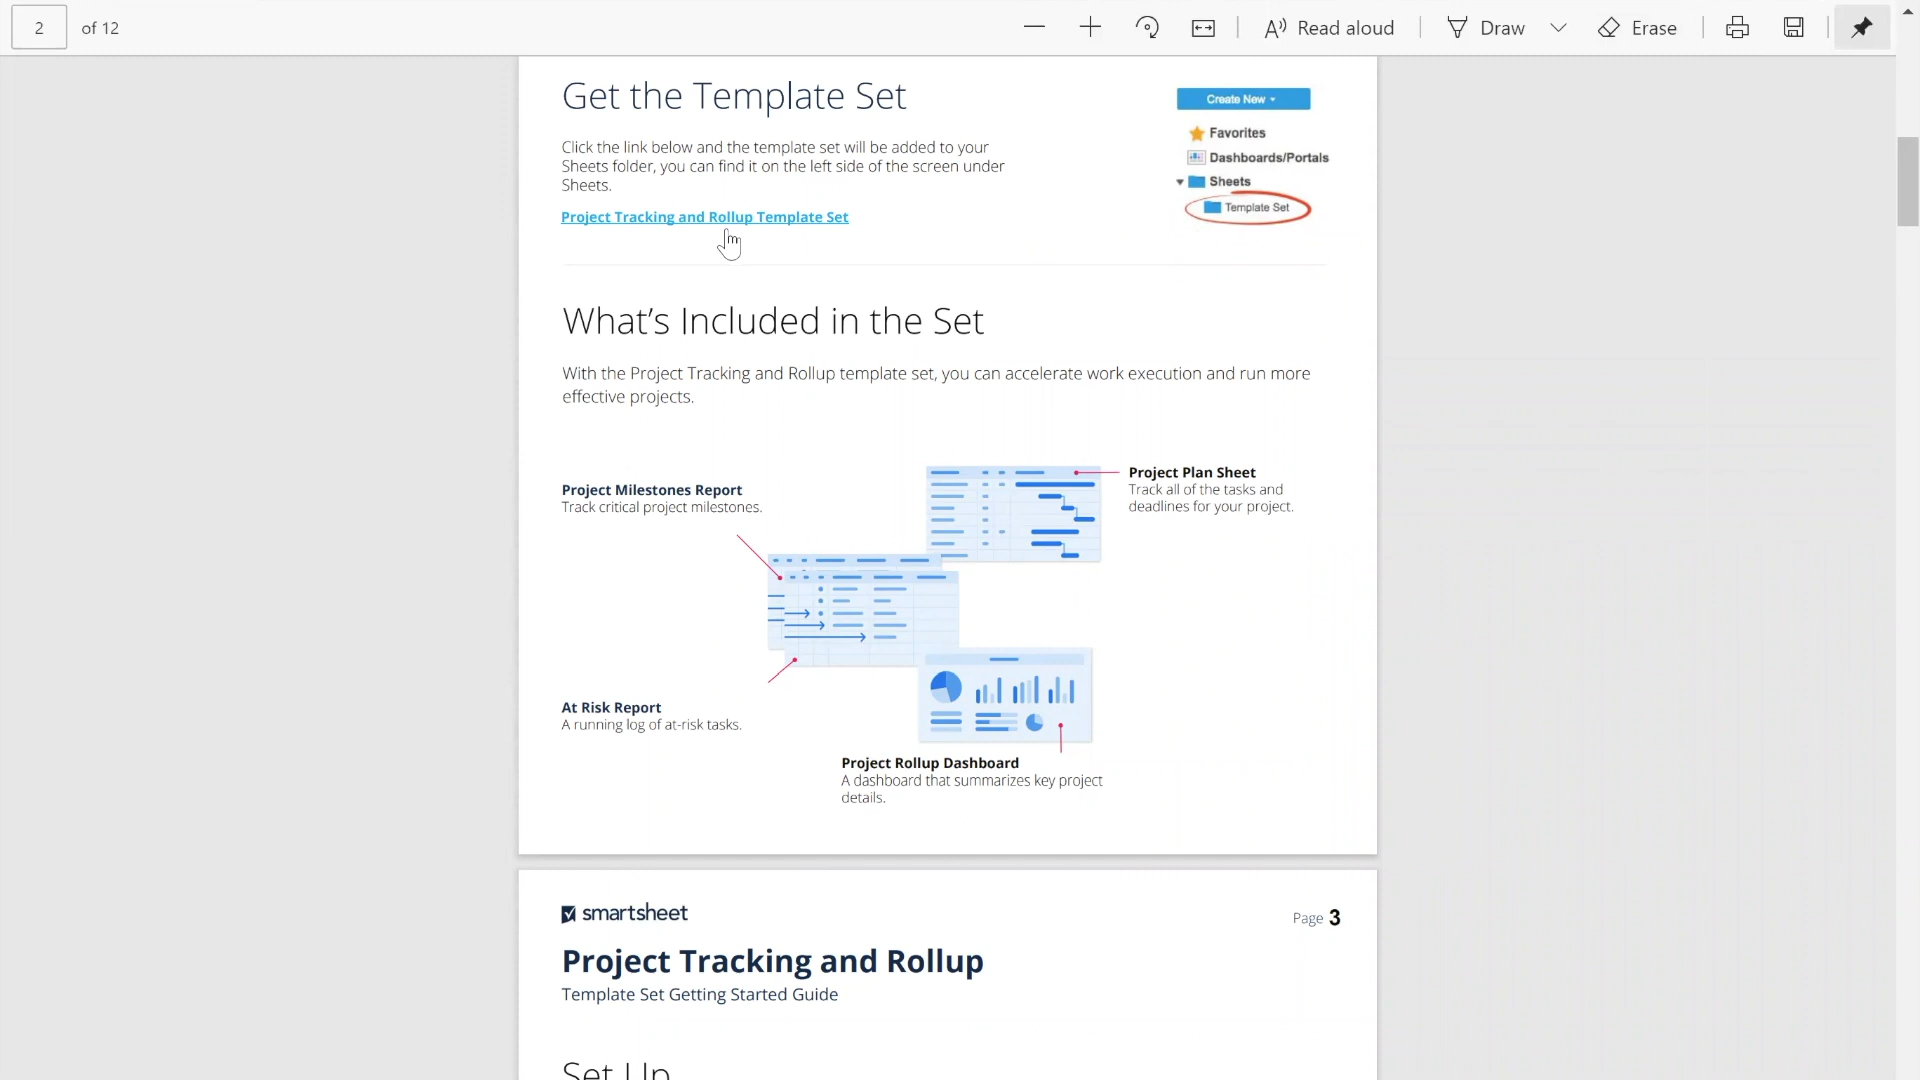 2 of 12
Read aloud
Draw
Erase
Get the Template Set
Click the link below and the template set will be added to your
Sheets folder, you can find it on the left side of the screen under
Sheets.
Project Tracking and Rollup Template Set
Create New
Favorites
Dashboards/Portals
Sheets
Template Set
What's Included in the Set
With the Project Tracking and Rollup template set, you can accelerate work execution and run more
effective projects.
Project Milestones Report
Track critical project milestones.
Project Plan Sheet
Track all of the tasks and
deadlines for your project.
At Risk Report
A running log of at-risk tasks.
Project Rollup Dashboard
A dashboard that summarizes key project
details.
smartsheet
Page 3
Project Tracking and Rollup
Template Set Getting Started Guide
Set Up